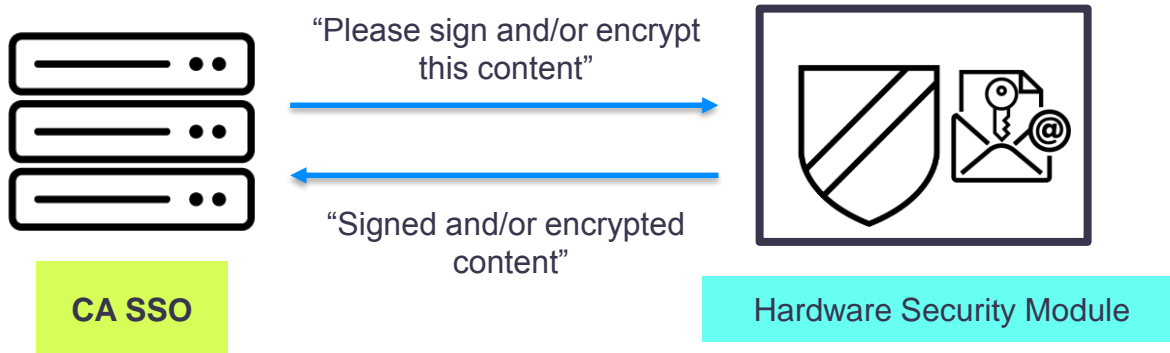 “Please sign and/or encrypt
this content”
@
“Signed and/or encrypted
content”
CA SSO
Hardware Security Module